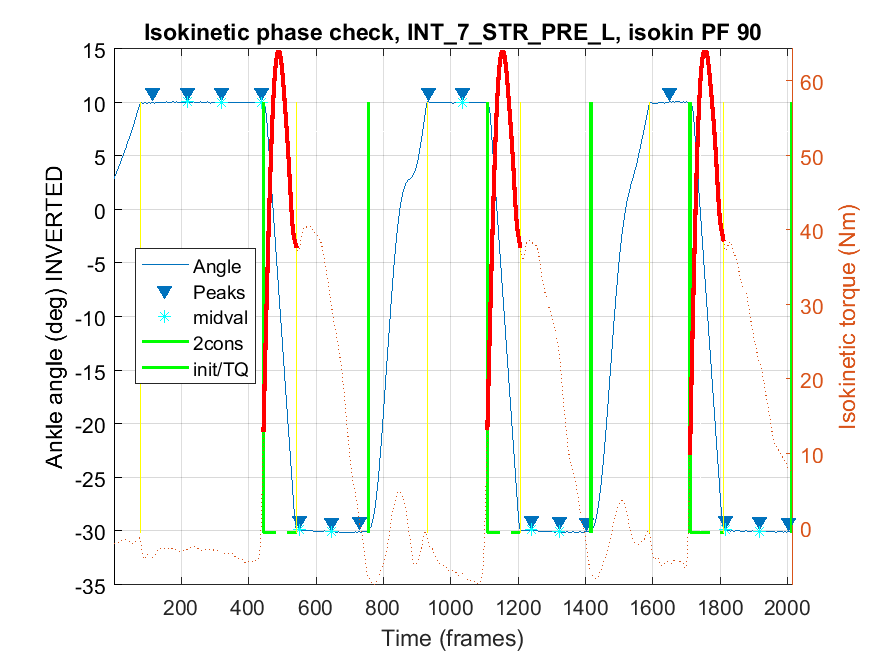 Isokinetic phase check, INT_7_STR_PRE_L, isokin PF 90
15
10
5
0
-5
-10
-15
-20
-25
-30
-35
Ankle angle (deg) INVERTED
Angle
Peaks
midval
2cons
init/TQ
60
50
40
30
20
10
0
Isokinetic torque (Nm)
200 400 600 800 1000 1200 1400 1600 1800 2000
Time (frames)